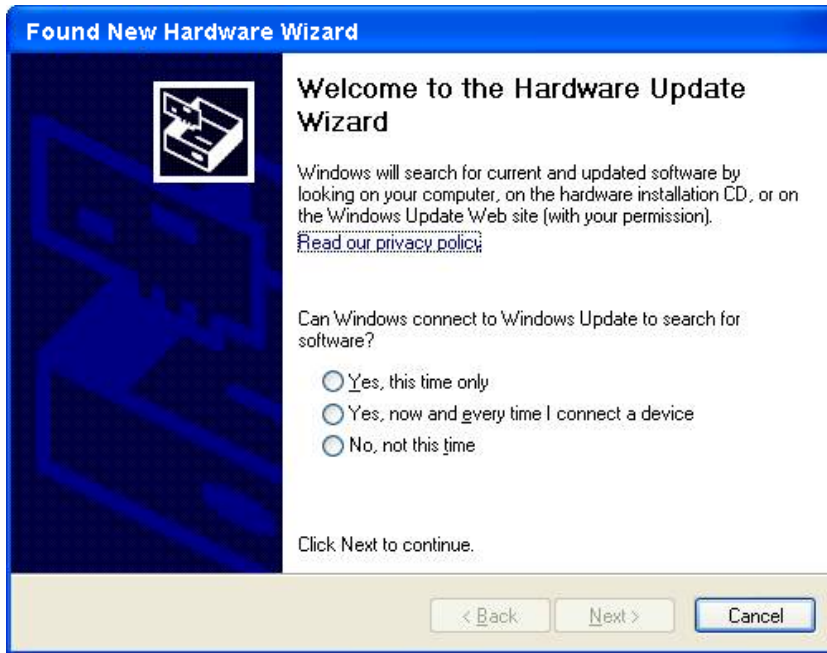 Found New Hardware Wizard
Welcome to the Hardware Update
Wizard
Windows will search for current and updated software by
looking on your computer, on the hardware installation CD, or on
the Windows Update Web site (with your permission).
Read our privacy policy
Can Windows connect to Windows Update to search for
software?
Yes, this time only
Yes, now and every time I connect a device
No, not this time
Click Next to continue.
< Back Next > Cancel